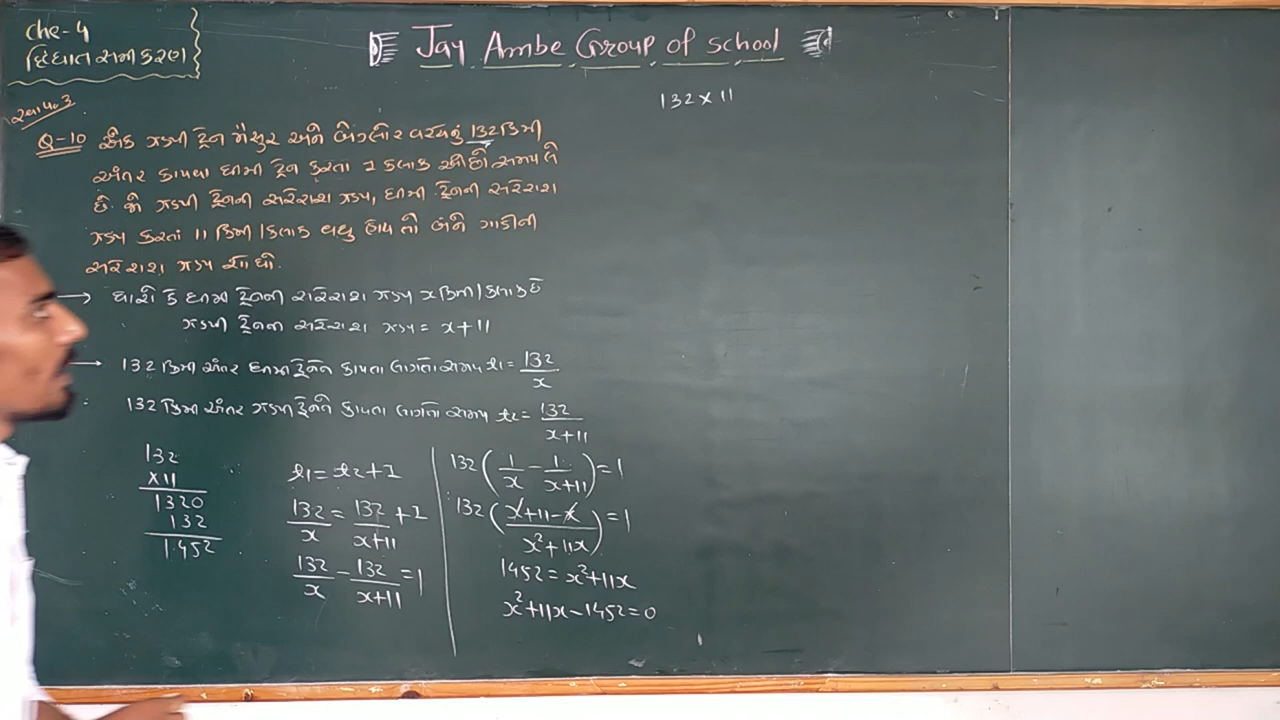 Che-4
દ્વિઘાત સમીકરણ
Jay Ambe Group of school
132×11
સ્વા 4.3
Q-10 એક ઝડપી ટ્રેન મૈસુર અને બેંગ્લોર વચ્ચેનું 132 કિમી
અંતર કાપવા ધીમી ટ્રેન કરતા 1 કલાક ઓછો સમય લે
છે જો ઝડપી ટ્રેનની સરેરાશ ઝડપ, ધીમી ટ્રેનની સરેરાશ
ઝડપ કરતાં 11 કિમી/કલાક વધુ હોય તો બંને ગાડીની
સરેરાશ ઝડપ શોધો.
→ ધારો કે ધીમી ટ્રેનની સરેરાશ ઝડપ x કિમી/કલાક છે
ઝડપી ટ્રેનની સરેરાશ ઝડપ = x+11
→ 132 કિમી અંતર ધીમી ટ્રેનને કાપતા લાગતો સમય t1 = 132/x
132 કિમી અંતર ઝડપી ટ્રેનને કાપતા લાગતો સમય t2 = 132/x+11
132
×11
1320
132
1452
t1 = t2+1
132/x = 132/x+11 + 1
132/x - 132/x+11 = 1
132(1/x - 1/x+11) = 1
132(x+11-x/x²+11x) = 1
1452 = x²+11x
x²+11x-1452=0